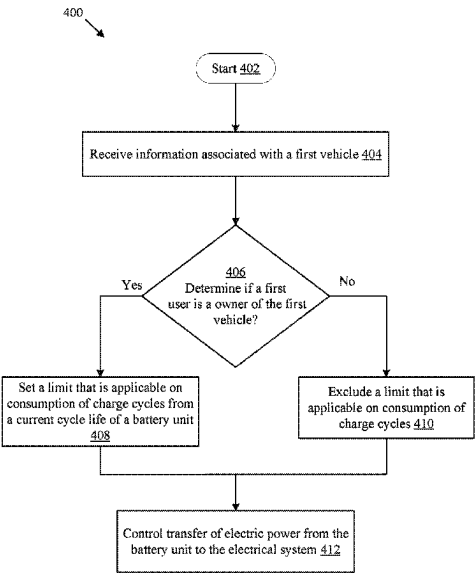 400
Start 402
Receive information associated with a first vehicle 404
406
Determine if a first
user is a owner of the first
vehicle?
Yes
No
Set a limit that is applicable on
consumption of charge cycles from
a current cycle life of a battery unit
408
Exclude a limit that is
applicable on consumption of
charge cycles 410
Control transfer of electric power from the
battery unit to the electrical system 412